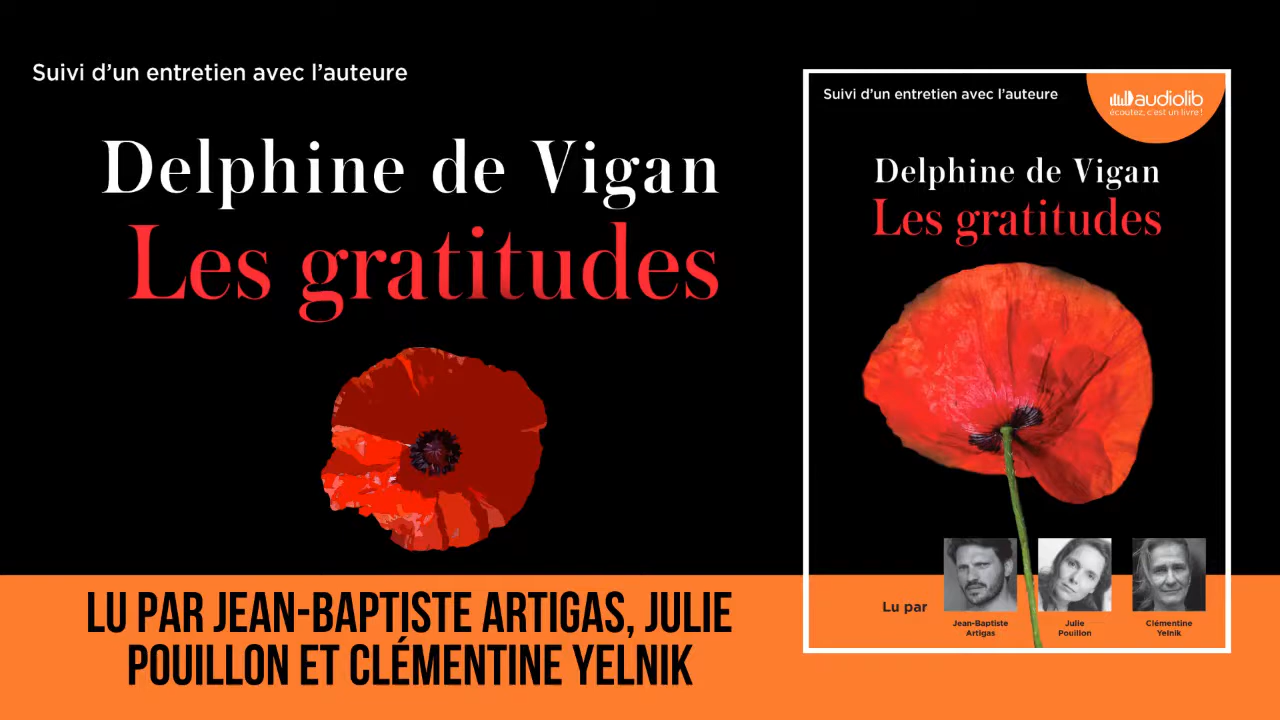 Suivi d'un entretien avec l'auteure
Delphine de Vigan
Les gratitudes
LU PAR JEAN-BAPTISTE ARTIGAS, JULIE
POUILLON ET CLÉMENTINE YELNIK
Suivi d'un entretien avec l'auteure
audiolib
écoutez, c'est un livre !
Delphine de Vigan
Les gratitudes
Lu par
Jean-Baptiste
Artigas
Julie
Pouillon
Clémentine
Yelnik